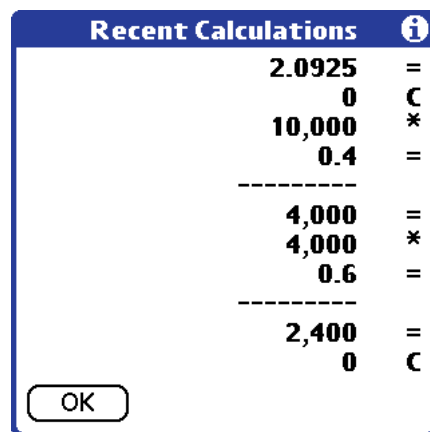 Recent Calculations i
2.0925 =
0 C
10,000 *
0.4 =
---------
4,000 =
4,000 *
0.6 =
---------
2,400 =
0 C
OK